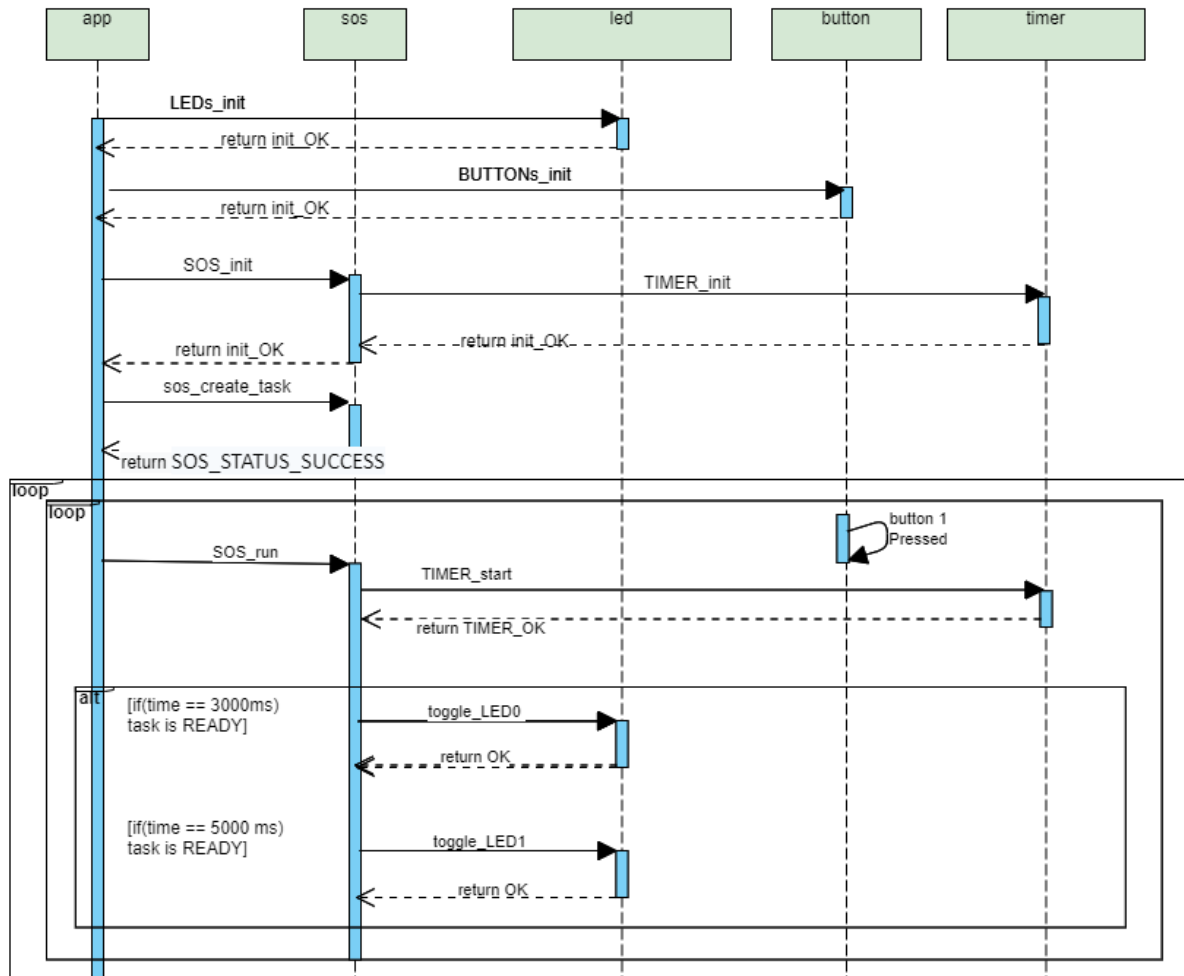 app
sos
led
button
timer
LEDs_init
return init_OK
BUTTONs_init
return init_OK
SOS_init
TIMER_init
return init_OK
return init_OK
sos_create_task
return SOS_STATUS_SUCCESS
loop
loop
button 1
Pressed
SOS_run
TIMER_start
return TIMER_OK
alt
[if(time == 3000ms)
task is READY]
toggle_LED0
return OK
[if(time == 5000 ms)
task is READY]
toggle_LED1
return OK